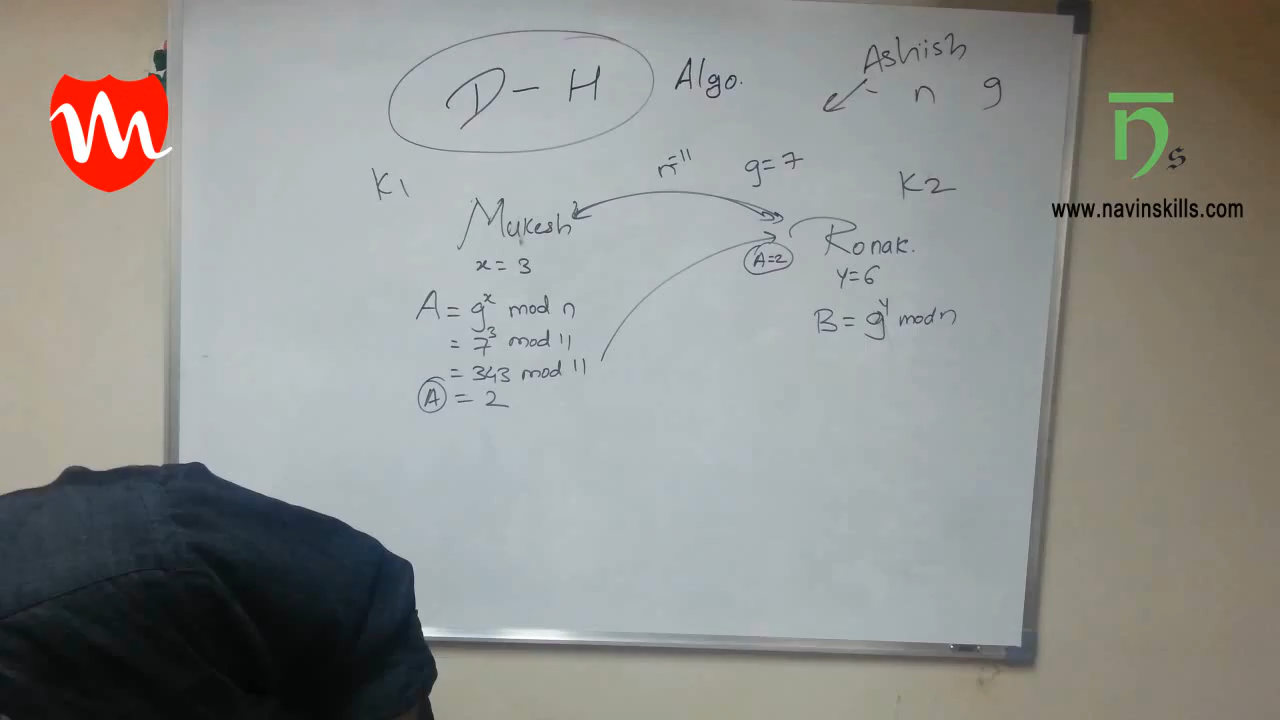 D-H Algo.
Ashish
n g
n=11 g=7
K1
K2
Mukesh
Ronak.
x=3
A=2
y=6
A = g^x mod n
B = g^y mod n
= 7^3 mod 11
= 343 mod 11
A = 2
n s
www.navinskills.com